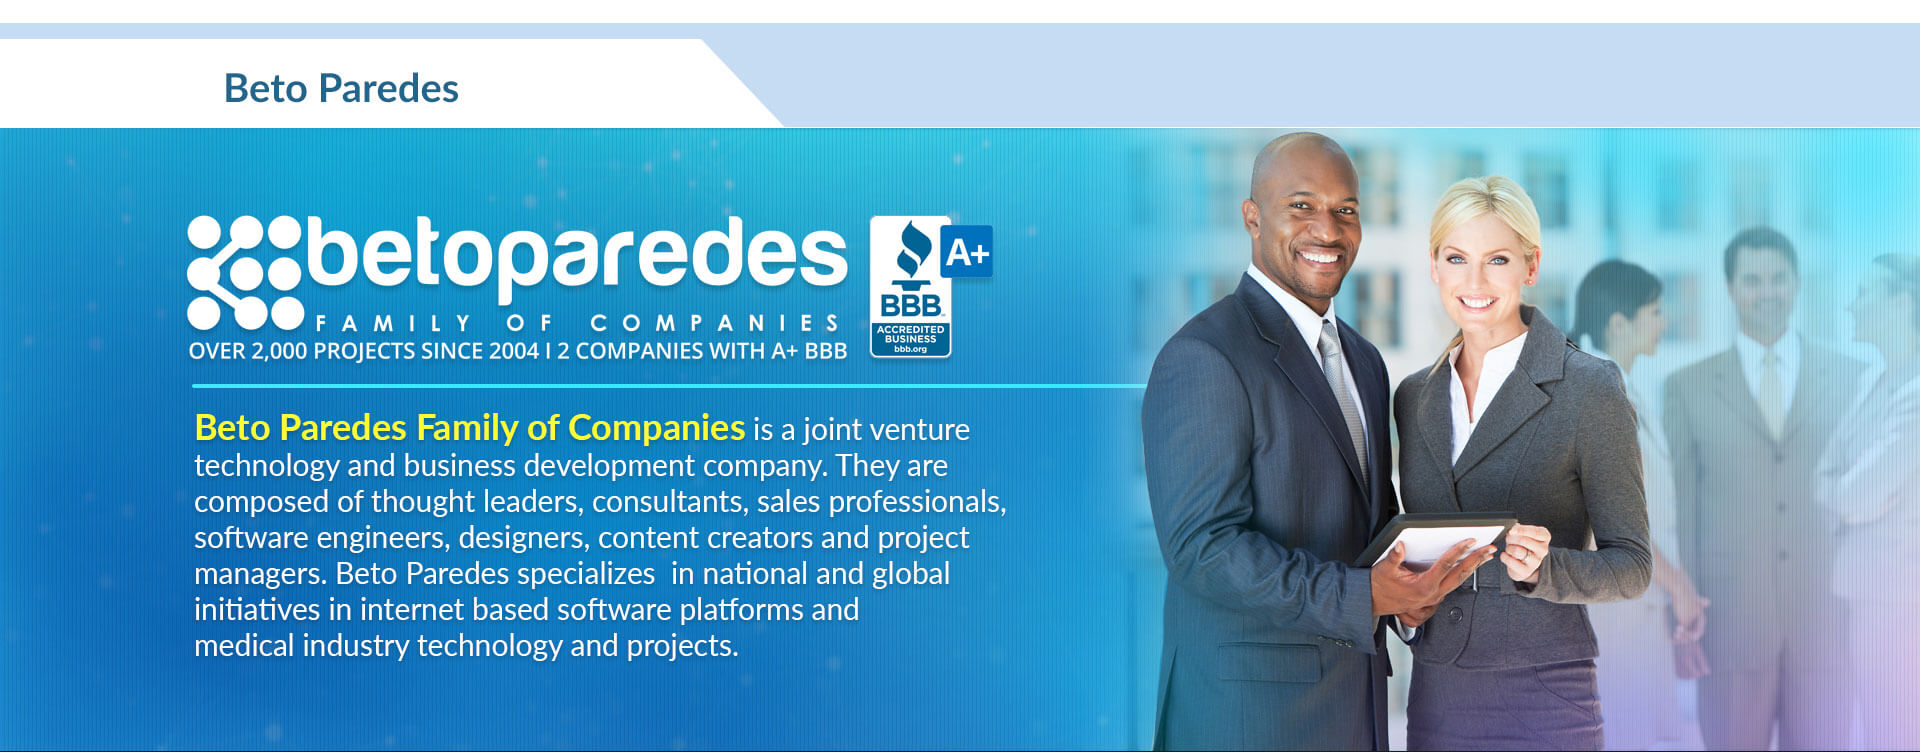 Beto Paredes
betoparedes
FAMILY OF COMPANIES
OVER 2,000 PROJECTS SINCE 2004 I 2 COMPANIES WITH A+ BBB
A+
BBB
ACCREDITED
BUSINESS
bbb.org
Beto Paredes Family of Companies is a joint venture
technology and business development company. They are
composed of thought leaders, consultants, sales professionals,
software engineers, designers, content creators and project
managers. Beto Paredes specializes  in national and global
initiatives in internet based software platforms and
medical industry technology and projects.